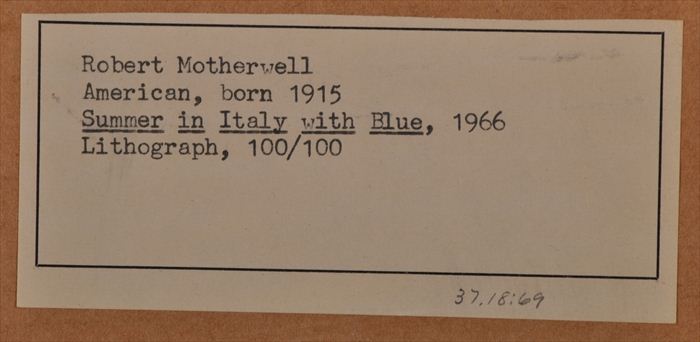 Robert Motherwell
American, born 1915
Summer in Italy with Blue, 1966
Lithograph, 100/100
37.18:69